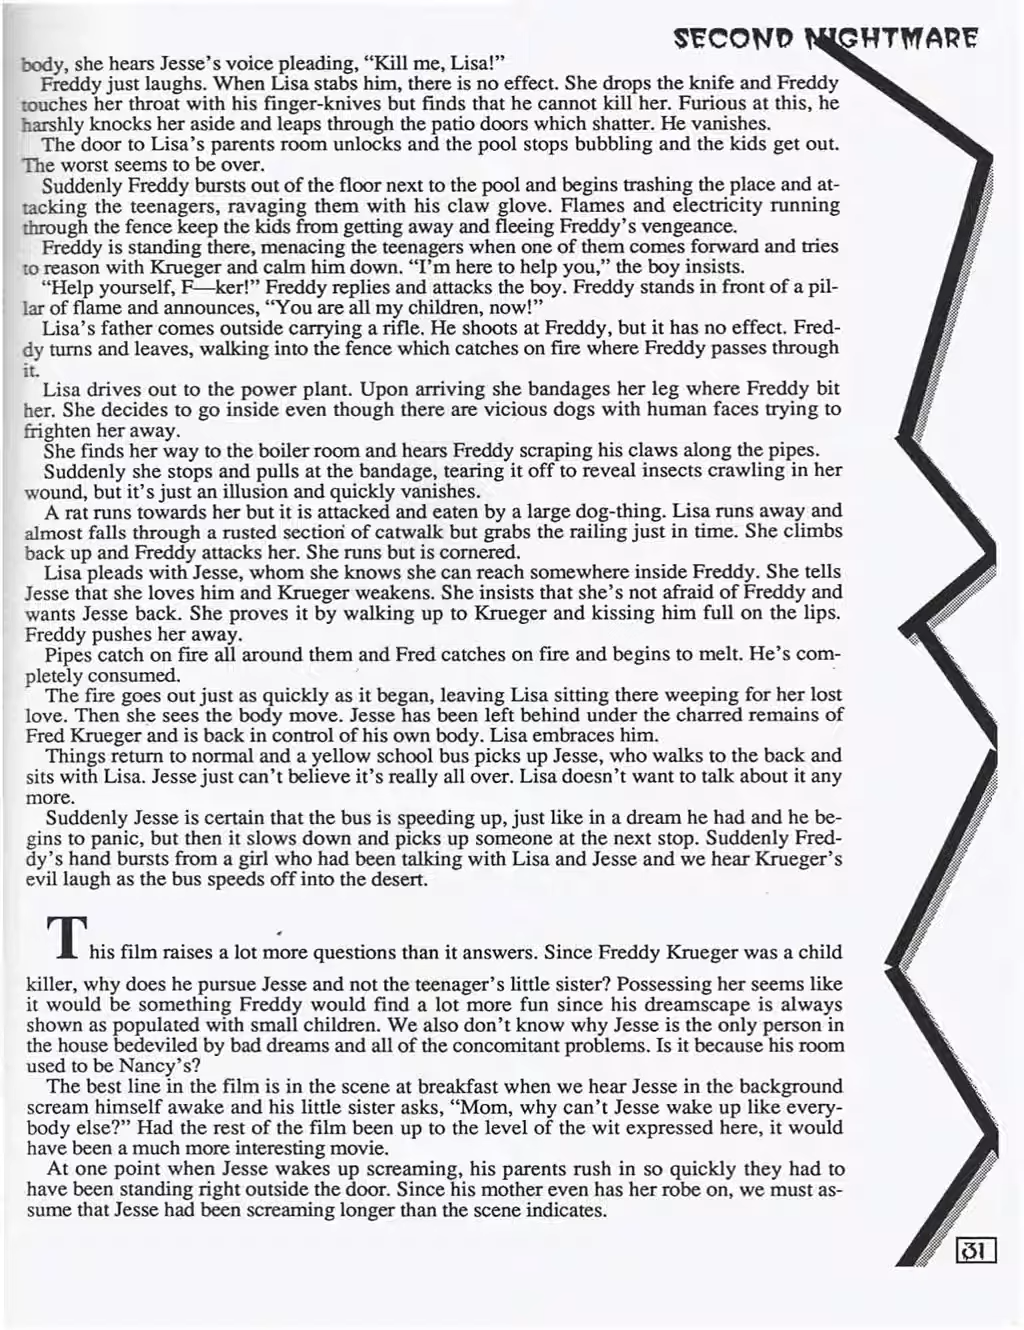 SECOND NIGHTMARE
body, she hears Jesse's voice pleading, “Kill me, Lisa!”
Freddy just laughs. When Lisa stabs him, there is no effect. She drops the knife and Freddy
touches her throat with his finger-knives but finds that he cannot kill her. Furious at this, he
harshly knocks her aside and leaps through the patio doors which shatter. He vanishes.
The door to Lisa's parents room unlocks and the pool stops bubbling and the kids get out.
The worst seems to be over.
Suddenly Freddy bursts out of the floor next to the pool and begins trashing the place and at-
tacking the teenagers, ravaging them with his claw glove. Flames and electricity running
through the fence keep the kids from getting away and fleeing Freddy's vengeance.
Freddy is standing there, menacing the teenagers when one of them comes forward and tries
to reason with Krueger and calm him down. “I'm here to help you,” the boy insists.
“Help yourself, F—ker!” Freddy replies and attacks the boy. Freddy stands in front of a pil-
lar of flame and announces, “You are all my children, now!”
Lisa's father comes outside carrying a rifle. He shoots at Freddy, but it has no effect. Fred-
dy turns and leaves, walking into the fence which catches on fire where Freddy passes through
it.
Lisa drives out to the power plant. Upon arriving she bandages her leg where Freddy bit
her. She decides to go inside even though there are vicious dogs with human faces trying to
frighten her away.
She finds her way to the boiler room and hears Freddy scraping his claws along the pipes.
Suddenly she stops and pulls at the bandage, tearing it off to reveal insects crawling in her
wound, but it's just an illusion and quickly vanishes.
A rat runs towards her but it is attacked and eaten by a large dog-thing. Lisa runs away and
almost falls through a rusted section of catwalk but grabs the railing just in time. She climbs
back up and Freddy attacks her. She runs but is cornered.
Lisa pleads with Jesse, whom she knows she can reach somewhere inside Freddy. She tells
Jesse that she loves him and Krueger weakens. She insists that she's not afraid of Freddy and
wants Jesse back. She proves it by walking up to Krueger and kissing him full on the lips.
Freddy pushes her away.
Pipes catch on fire all around them and Fred catches on fire and begins to melt. He's com-
pletely consumed.
The fire goes out just as quickly as it began, leaving Lisa sitting there weeping for her lost
love. Then she sees the body move. Jesse has been left behind under the charred remains of
Fred Krueger and is back in control of his own body. Lisa embraces him.
Things return to normal and a yellow school bus picks up Jesse, who walks to the back and
sits with Lisa. Jesse just can't believe it's really all over. Lisa doesn't want to talk about it any
more.
Suddenly Jesse is certain that the bus is speeding up, just like in a dream he had and he be-
gins to panic, but then it slows down and picks up someone at the next stop. Suddenly Fred-
dy's hand bursts from a girl who had been talking with Lisa and Jesse and we hear Krueger's
evil laugh as the bus speeds off into the desert.
This film raises a lot more questions than it answers. Since Freddy Krueger was a child
killer, why does he pursue Jesse and not the teenager's little sister? Possessing her seems like
it would be something Freddy would find a lot more fun since his dreamscape is always
shown as populated with small children. We also don't know why Jesse is the only person in
the house bedeviled by bad dreams and all of the concomitant problems. Is it because his room
used to be Nancy's?
The best line in the film is in the scene at breakfast when we hear Jesse in the background
scream himself awake and his little sister asks, “Mom, why can't Jesse wake up like every-
body else?” Had the rest of the film been up to the level of the wit expressed here, it would
have been a much more interesting movie.
At one point when Jesse wakes up screaming, his parents rush in so quickly they had to
have been standing right outside the door. Since his mother even has her robe on, we must as-
sume that Jesse had been screaming longer than the scene indicates.
31